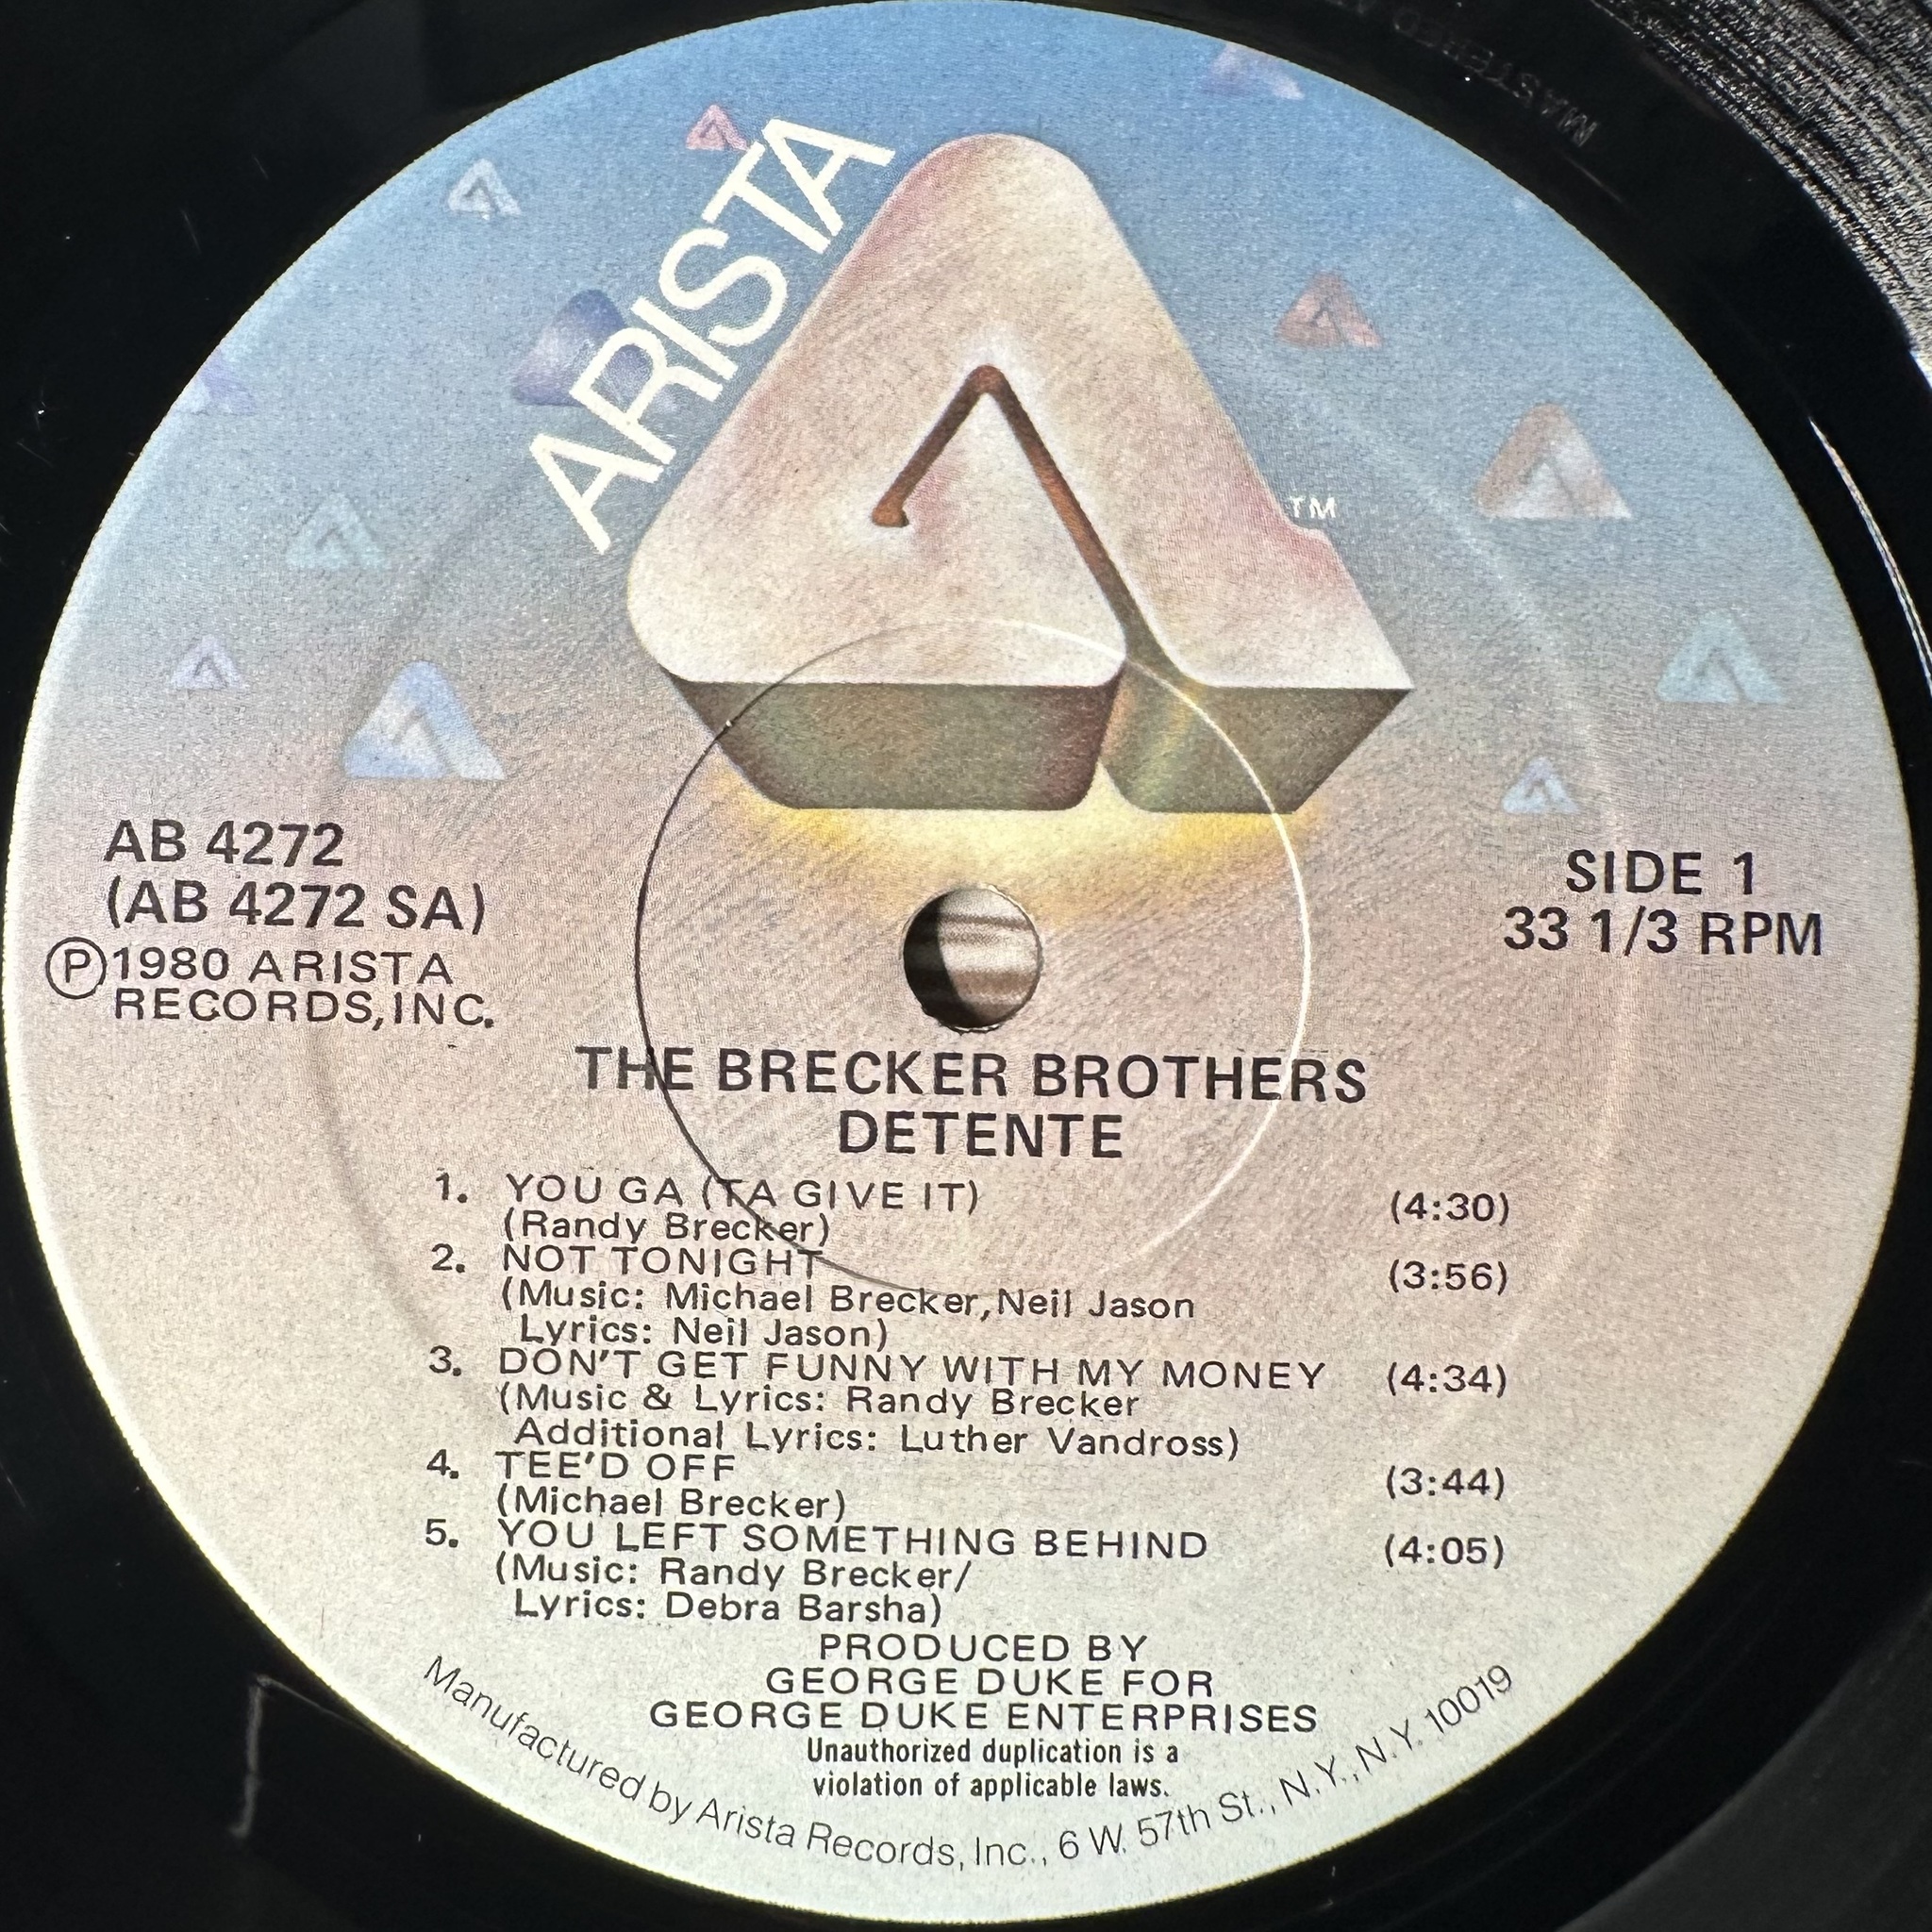 ARISTA
TM
AB 4272
(AB 4272 SA)
Ⓟ1980 ARISTA
RECORDS, INC.
SIDE 1
33 1/3 RPM
THE BRECKER BROTHERS
DETENTE
1. YOU GA (TA GIVE IT) (4:30)
(Randy Brecker)
2. NOT TONIGHT (3:56)
(Music: Michael Brecker, Neil Jason
Lyrics: Neil Jason)
3. DON'T GET FUNNY WITH MY MONEY (4:34)
(Music & Lyrics: Randy Brecker
Additional Lyrics: Luther Vandross)
4. TEE'D OFF (3:44)
(Michael Brecker)
5. YOU LEFT SOMETHING BEHIND (4:05)
(Music: Randy Brecker/
Lyrics: Debra Barsha)
PRODUCED BY
GEORGE DUKE FOR
GEORGE DUKE ENTERPRISES
Unauthorized duplication is a
violation of applicable laws.
Manufactured by Arista Records, Inc., 6 W. 57th St., N.Y., N.Y. 10019